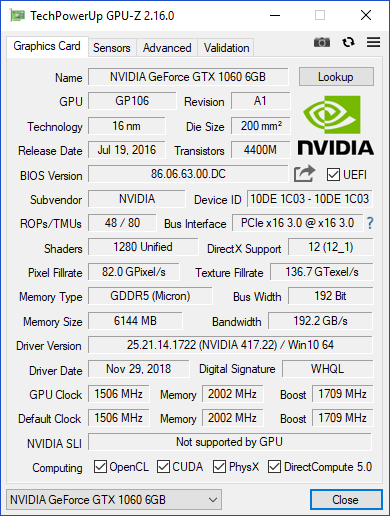 TechPowerUp GPU-Z 2.16.0
Graphics Card Sensors Advanced Validation
Name NVIDIA GeForce GTX 1060 6GB Lookup
GPU GP106 Revision A1
Technology 16 nm Die Size 200 mm²
Release Date Jul 19, 2016 Transistors 4400M
NVIDIA
BIOS Version 86.06.63.00.DC UEFI
Subvendor NVIDIA Device ID 10DE 1C03 - 10DE 1C03
ROPs/TMUs 48 / 80 Bus Interface PCIe x16 3.0 @ x16 3.0 ?
Shaders 1280 Unified DirectX Support 12 (12_1)
Pixel Fillrate 82.0 GPixel/s Texture Fillrate 136.7 GTexel/s
Memory Type GDDR5 (Micron) Bus Width 192 Bit
Memory Size 6144 MB Bandwidth 192.2 GB/s
Driver Version 25.21.14.1722 (NVIDIA 417.22) / Win10 64
Driver Date Nov 29, 2018 Digital Signature WHQL
GPU Clock 1506 MHz Memory 2002 MHz Boost 1709 MHz
Default Clock 1506 MHz Memory 2002 MHz Boost 1709 MHz
NVIDIA SLI Not supported by GPU
Computing OpenCL CUDA PhysX DirectCompute 5.0
NVIDIA GeForce GTX 1060 6GB Close